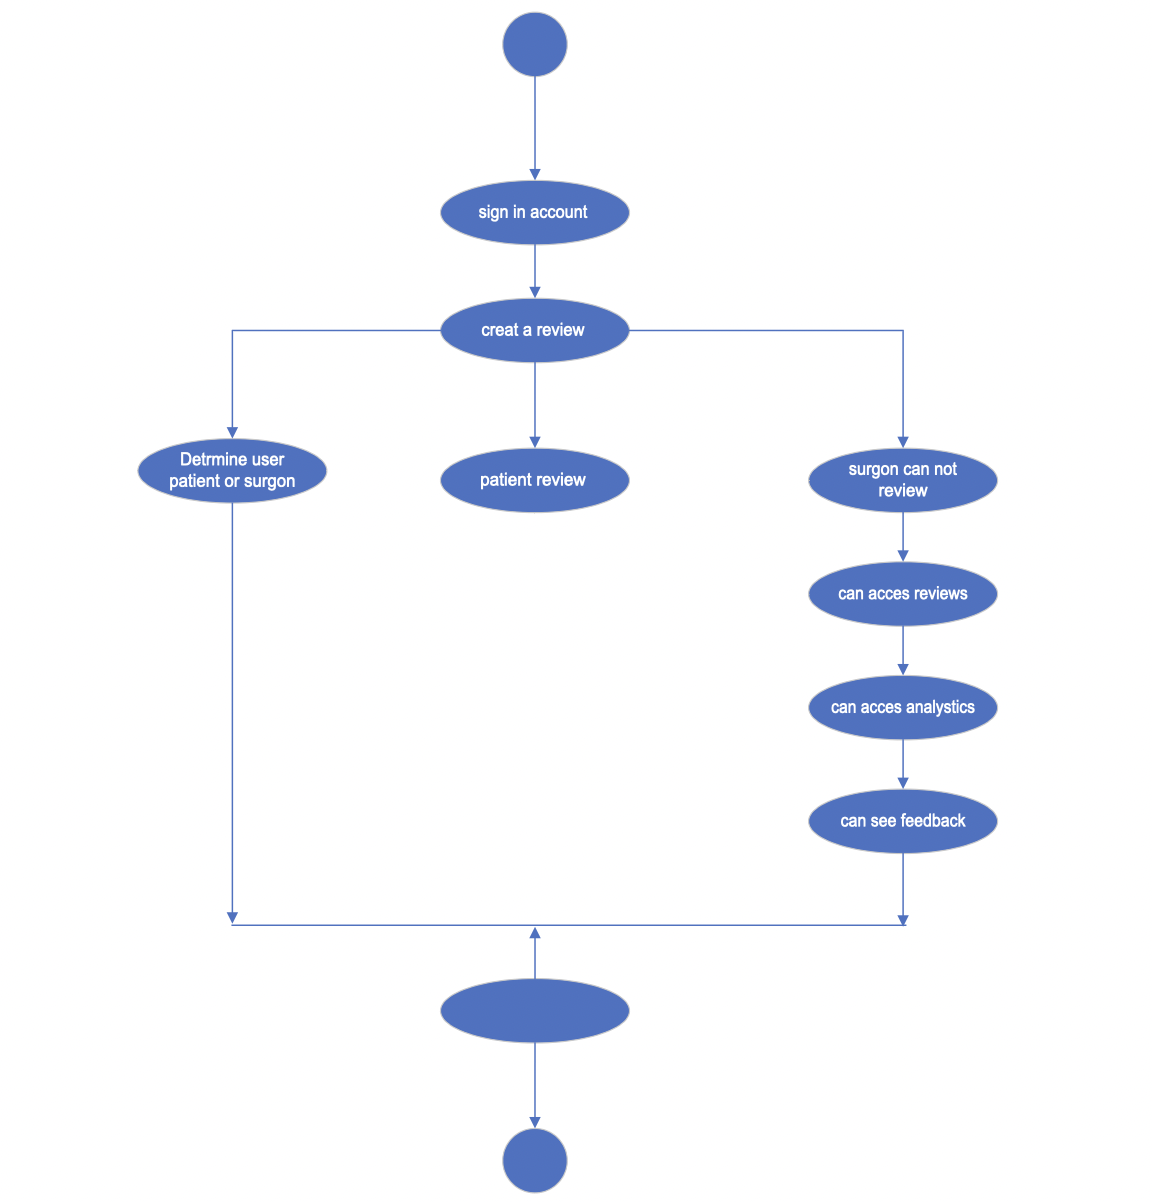 sign in account
creat a review
Detrmine user
patient or surgon
patient review
surgon can not
review
can acces reviews
can acces analystics
can see feedback